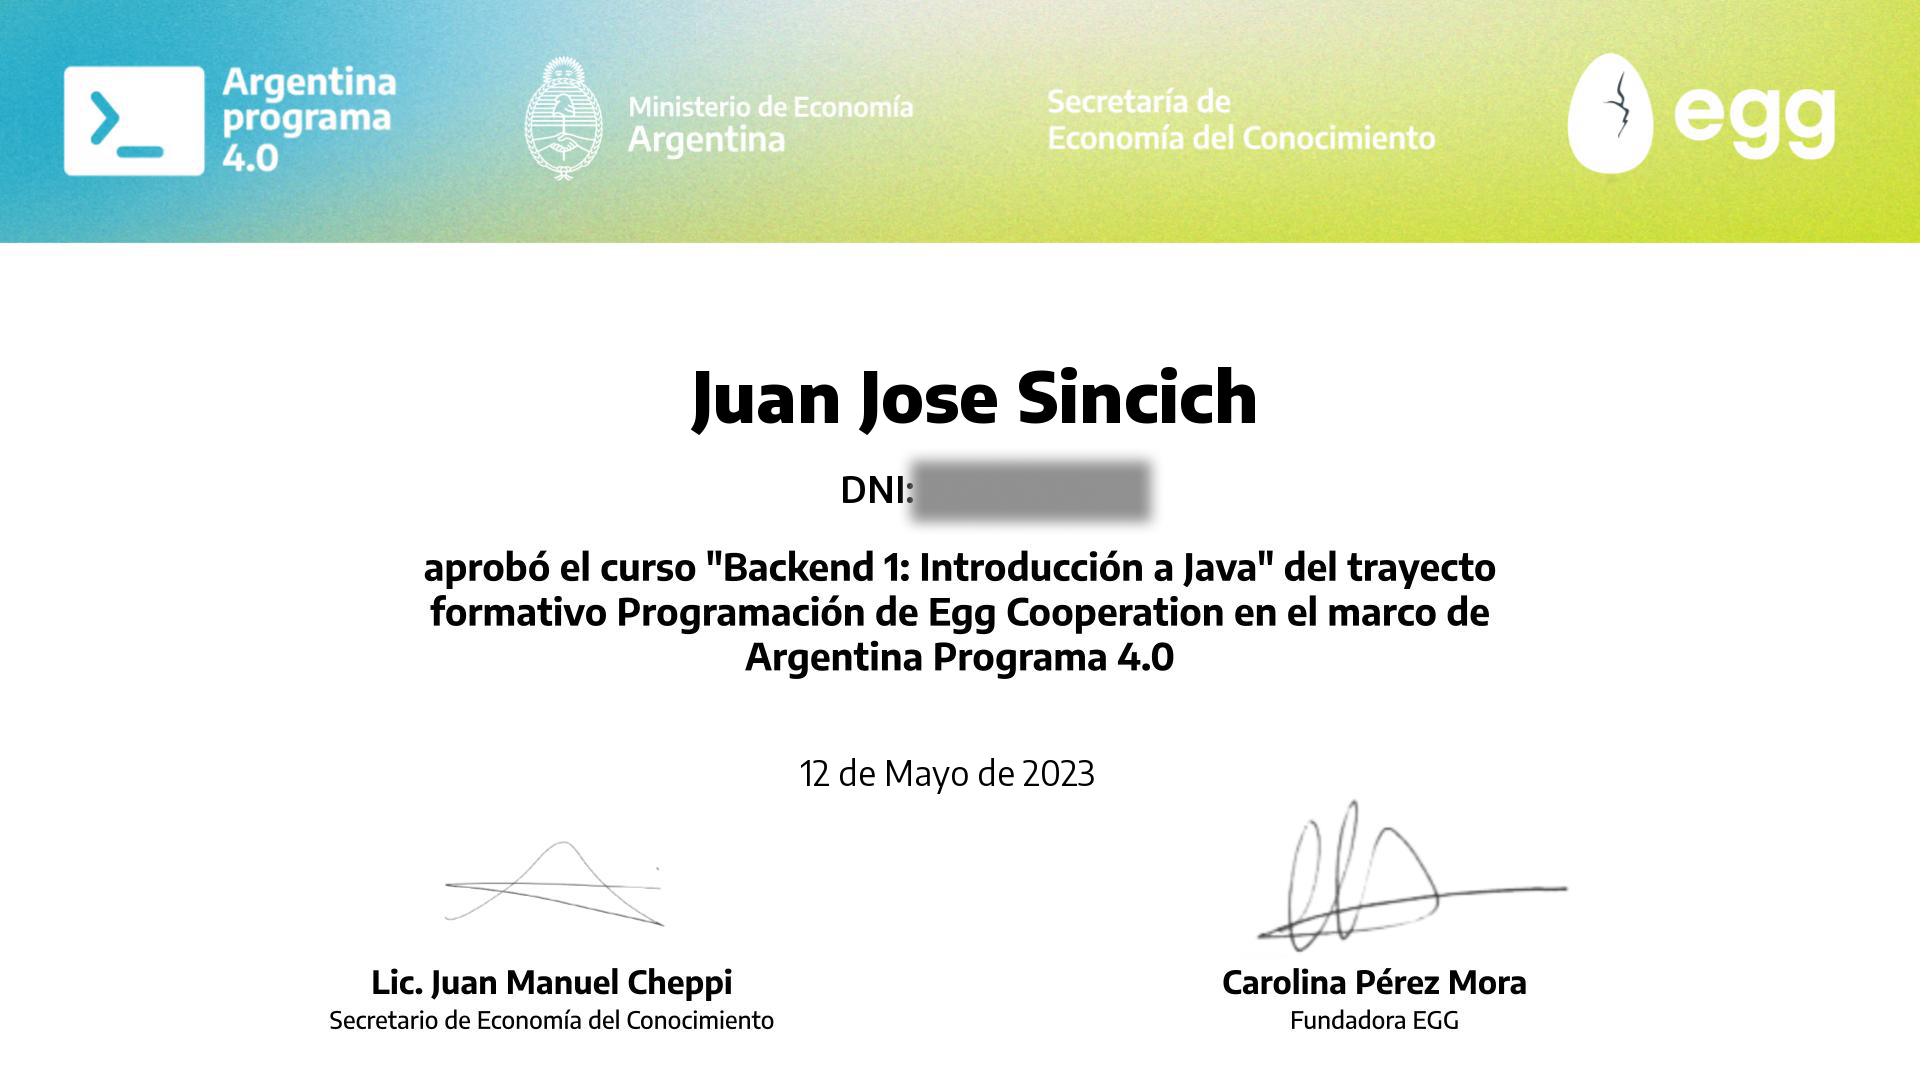 Argentina
programa
4.0
Ministerio de Economía
Argentina
Secretaría de
Economía del Conocimiento
egg
Juan Jose Sincich
DNI:
aprobó el curso "Backend 1: Introducción a Java" del trayecto
formativo Programación de Egg Cooperation en el marco de
Argentina Programa 4.0
12 de Mayo de 2023
Lic. Juan Manuel Cheppi
Secretario de Economía del Conocimiento
Carolina Pérez Mora
Fundadora EGG